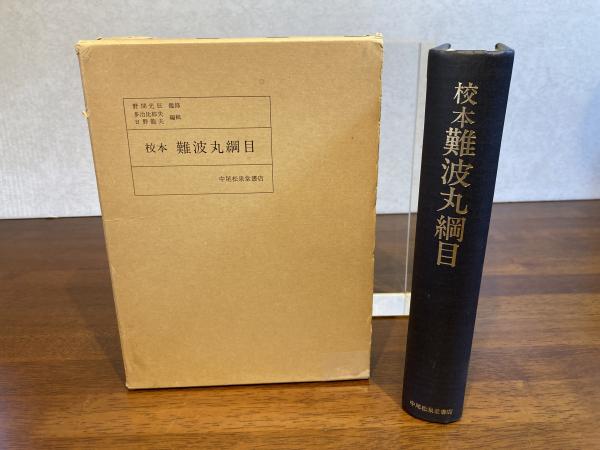 野間光辰 監修
多治比郁夫
日野龍夫 編輯
校本 難波丸綱目
中尾松泉堂書店
校本難波丸綱目
中尾松泉堂書店